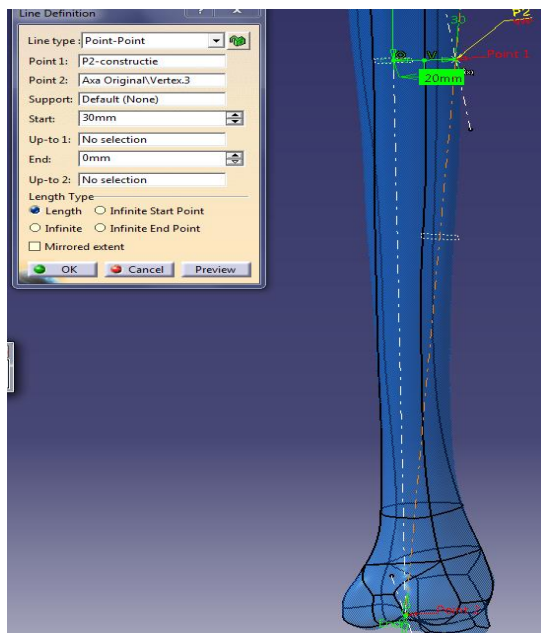 Line Definition ? X
Line type : Point-Point
Point 1: P2-constructie
Point 2: Axa Original\Vertex.3
Support: Default (None)
Start: 30mm
Up-to 1: No selection
End: 0mm
Up-to 2: No selection
Length Type
Length Infinite Start Point
Infinite Infinite End Point
Mirrored extent
OK Cancel Preview
P2
30
Point 1
20mm
Point